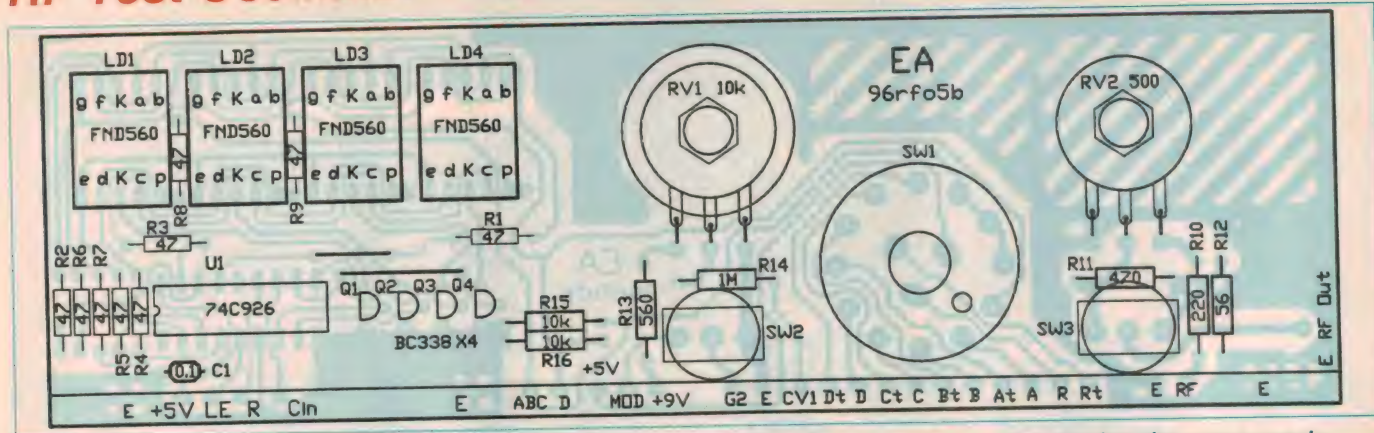 LD1 LD2 LD3 LD4
g f K a b g f K a b g f K a b g f K a b
FND560 FND560 FND560 FND560
e d K c p e d K c p e d K c p e d K c p
47 R8 47 R9
R3 47
R1 47
RV1 10k
EA
96rfo5b
RV2 500
SW1
R2 R6 R7
47 47 47 47 47
R5 R4
U1
74C926
0.1 C1
Q1 Q2 Q3 Q4
BC338 X4
R15
10k
10k
R16
+5V
R13 560
1M R14
SW2
R11 470
SW3
R10 R12
220 56
E RF Out
E +5V LE R Cin E ABC D MOD +9V G2 E CV1 Dt D Ct C Bt B At A R Rt E RF E